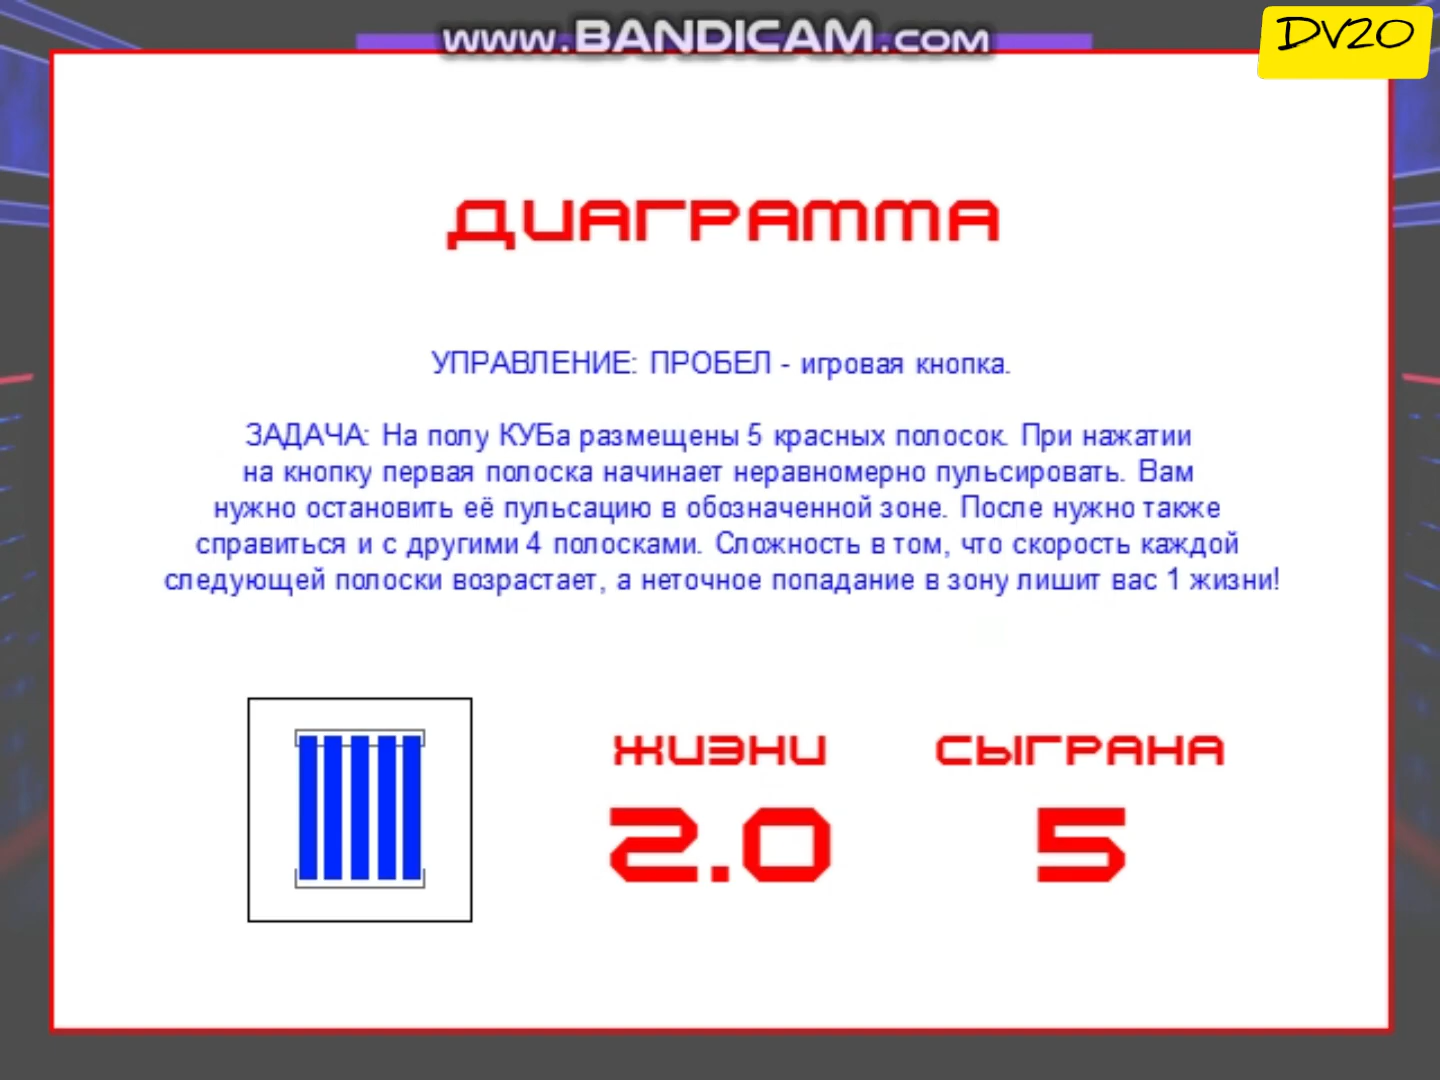 www.BANDICAM.com
DV20
ДИАГРАММА
УПРАВЛЕНИЕ: ПРОБЕЛ - игровая кнопка.
ЗАДАЧА: На полу КУБа размещены 5 красных полосок. При нажатии
на кнопку первая полоска начинает неравномерно пульсировать. Вам
нужно остановить её пульсацию в обозначенной зоне. После нужно также
справиться и с другими 4 полосками. Сложность в том, что скорость каждой
следующей полоски возрастает, а неточное попадание в зону лишит вас 1 жизни!
ЖИЗНИ СЫГРАНА
2.0 5